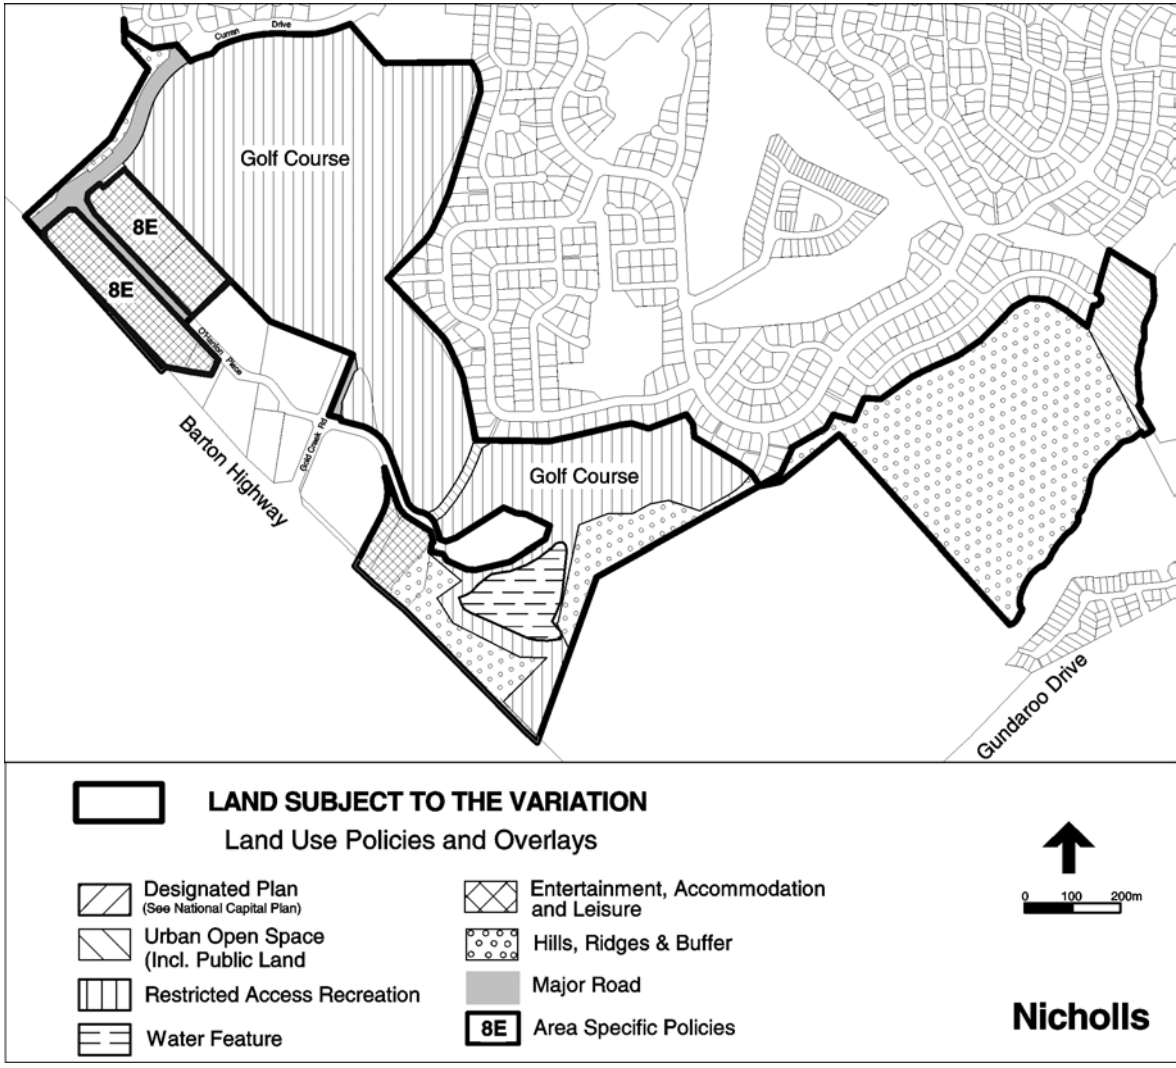 Curran Drive
Golf Course
8E
8E
O'Hanlon Place
Gold Creek Rd
Barton Highway
Golf Course
Gundaroo Drive
LAND SUBJECT TO THE VARIATION
Land Use Policies and Overlays
Designated Plan
(See National Capital Plan)
Urban Open Space
(Incl. Public Land
Restricted Access Recreation
Water Feature
Entertainment, Accommodation
and Leisure
Hills, Ridges & Buffer
Major Road
8E Area Specific Policies
0 100 200m
Nicholls